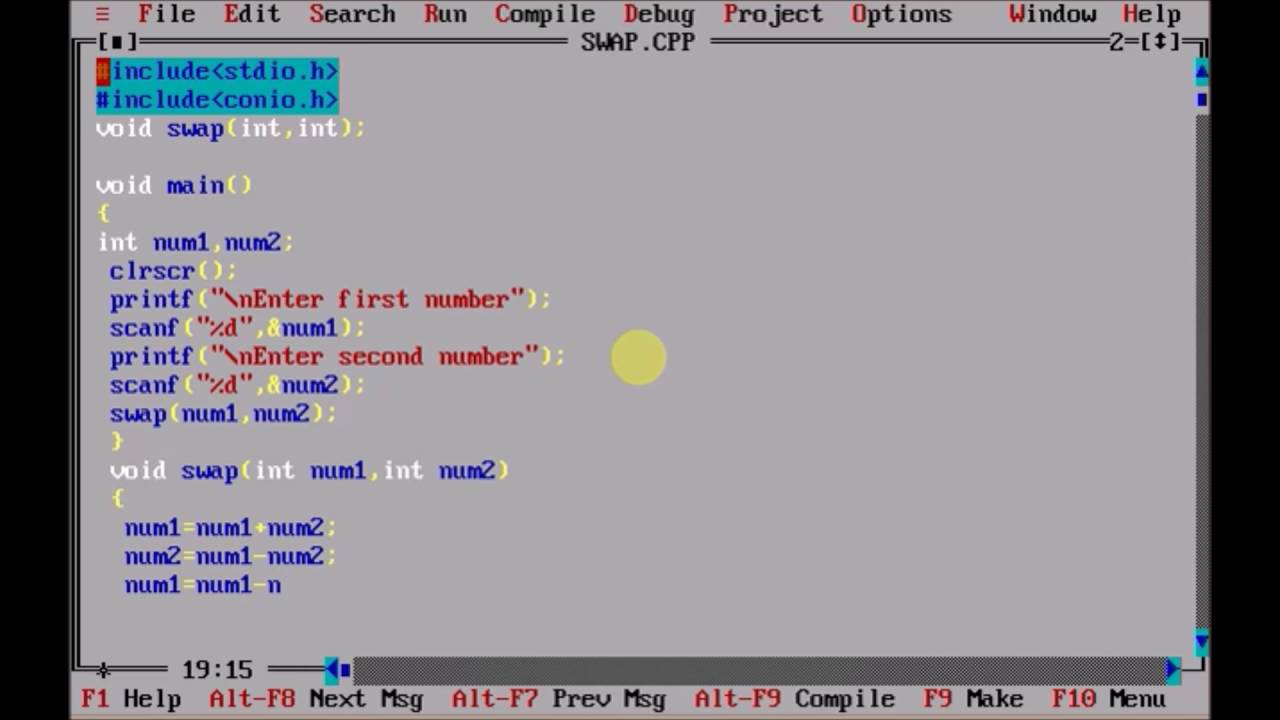 ≡ File Edit Search Run Compile Debug Project Options Window Help
[■] SWAP.CPP 2=[↕]
#include<stdio.h>
#include<conio.h>
void swap(int,int);
void main()
{
int num1,num2;
clrscr();
printf("\nEnter first number");
scanf("%d",&num1);
printf("\nEnter second number");
scanf("%d",&num2);
swap(num1,num2);
}
void swap(int num1,int num2)
{
num1=num1+num2;
num2=num1-num2;
num1=num1-n
19:15
F1 Help Alt-F8 Next Msg Alt-F7 Prev Msg Alt-F9 Compile F9 Make F10 Menu